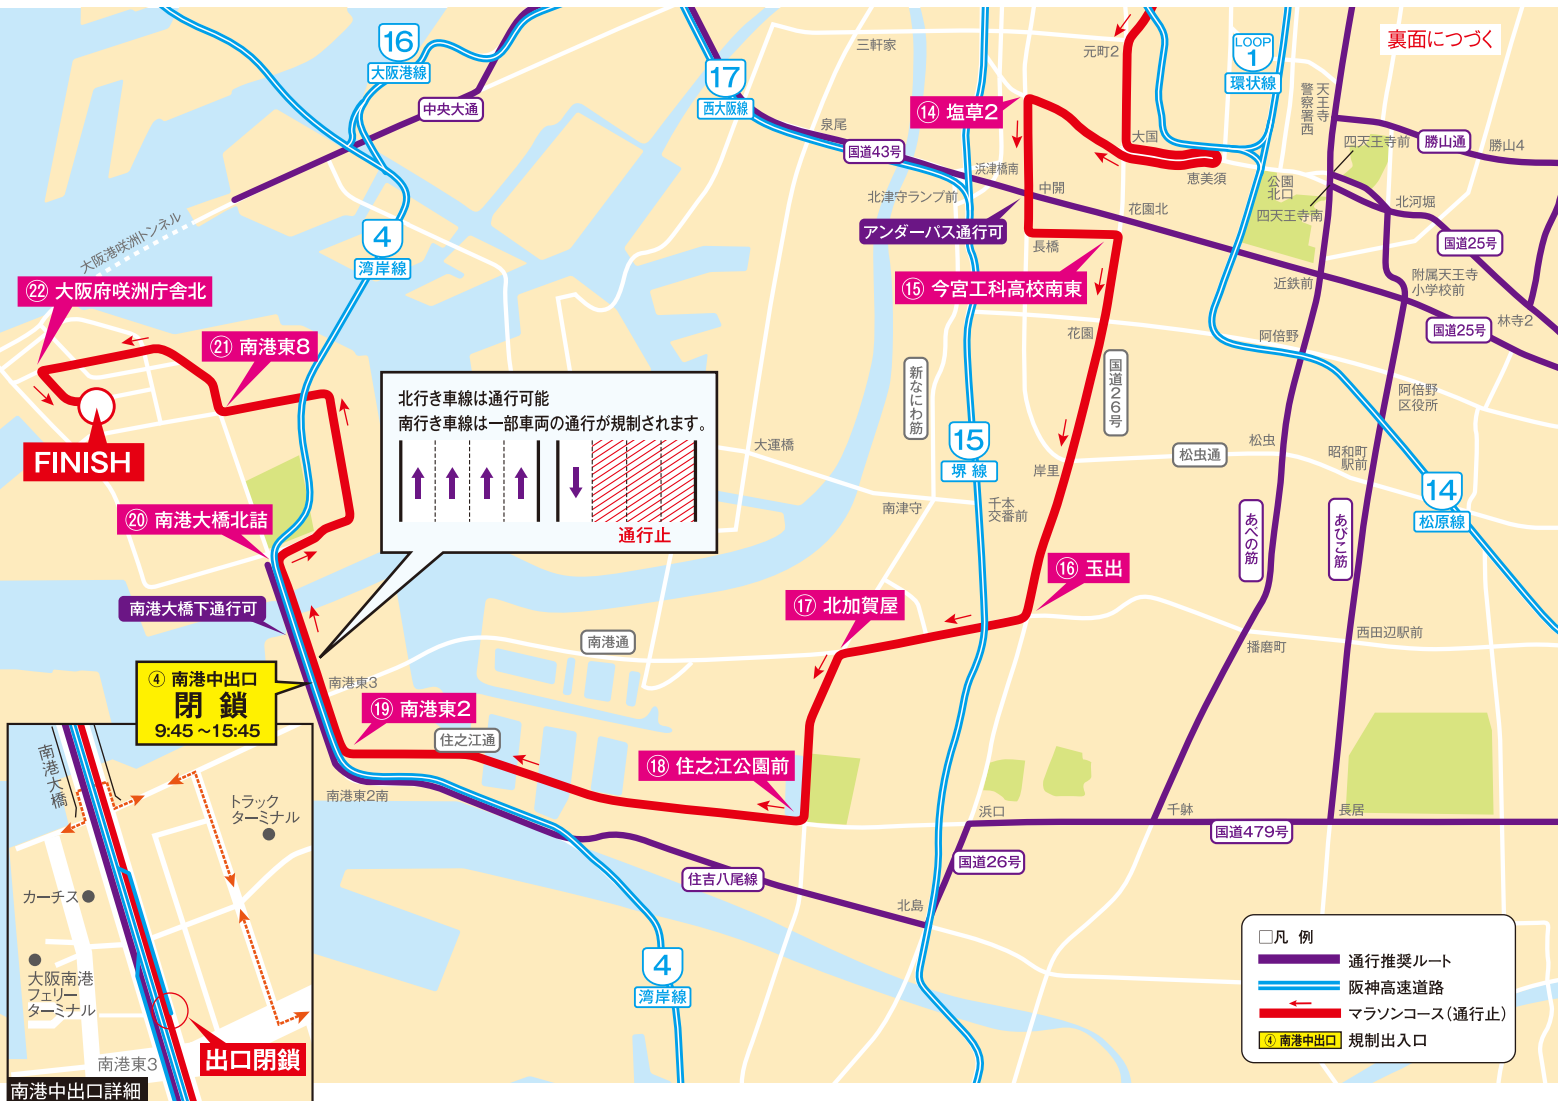 裏面につづく
16
大阪港線
中央大通
17
西大阪線
三軒家
元町2
LOOP
1
環状線
天王寺
警察署西
⑭ 塩草2
泉尾
国道43号
大国
恵美須
浜津橋南
四天王寺前
勝山通
勝山4
中開
北津守ランプ前
アンダーパス通行可
花園北
公園
北口
四天王寺南
北河堀
国道25号
長橋
大阪港咲洲トンネル
4
湾岸線
㉒ 大阪府咲洲庁舎北
⑮ 今宮工科高校南東
近鉄前
附属天王寺
小学校前
林寺2
国道25号
花園
阿倍野
㉑ 南港東8
新なにわ筋
国道26号
阿倍野
区役所
北行き車線は通行可能
南行き車線は一部車両の通行が規制されます。
通行止
FINISH
大運橋
15
堺線
岸里
松虫通
松虫
昭和町
駅前
14
松原線
南津守
千本
交番前
あべの筋
あびこ筋
⑳ 南港大橋北詰
⑯ 玉出
⑰ 北加賀屋
南港大橋下通行可
南港通
播磨町
西田辺駅前
④ 南港中出口
閉鎖
9:45～15:45
南港東3
⑲ 南港東2
住之江通
⑱ 住之江公園前
南港東2南
浜口
千躰
長居
国道479号
国道26号
住吉八尾線
北島
4
湾岸線
南港大橋
トラック
ターミナル
カーチス
大阪南港
フェリー
ターミナル
南港東3
出口閉鎖
南港中出口詳細
□凡 例
通行推奨ルート
阪神高速道路
マラソンコース（通行止）
④ 南港中出口 規制出入口